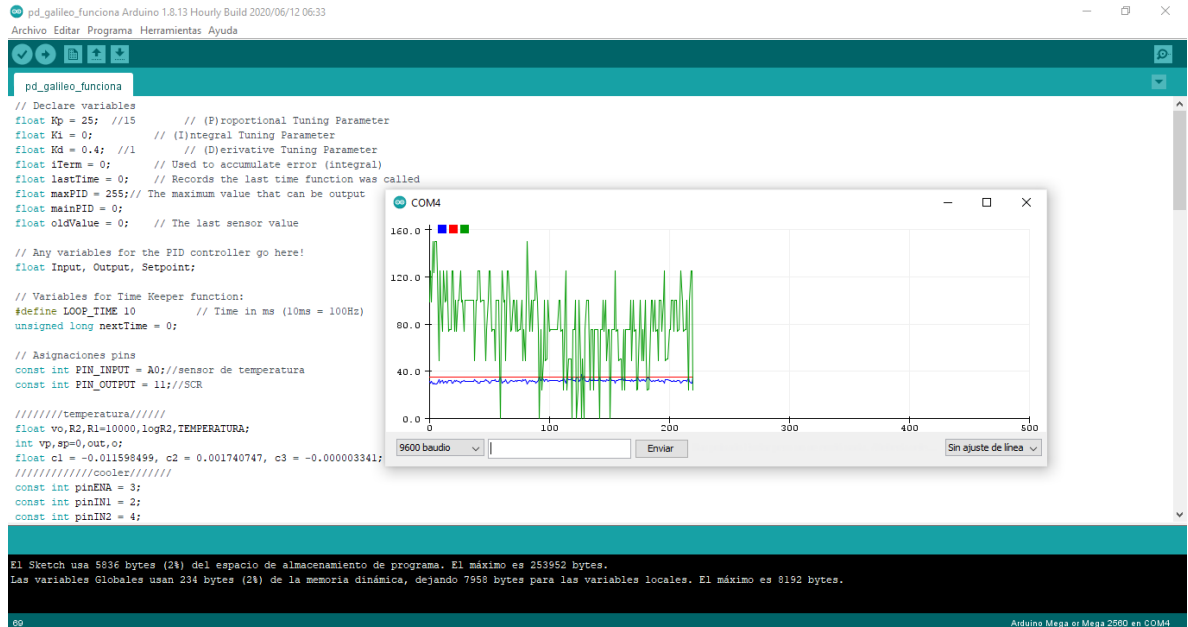 pd_galileo_funciona Arduino 1.8.13 Hourly Build 2020/06/12 06:33
Archivo Editar Programa Herramientas Ayuda
pd_galileo_funciona
// Declare variables
float Kp = 25; //15 // (P)roportional Tuning Parameter
float Ki = 0; // (I)ntegral Tuning Parameter
float Kd = 0.4; //1 // (D)erivative Tuning Parameter
float iTerm = 0; // Used to accumulate error (integral)
float lastTime = 0; // Records the last time function was called
float maxPID = 255;// The maximum value that can be output
float mainPID = 0;
float oldValue = 0; // The last sensor value
// Any variables for the PID controller go here!
float Input, Output, Setpoint;
// Variables for Time Keeper function:
#define LOOP_TIME 10 // Time in ms (10ms = 100Hz)
unsigned long nextTime = 0;
// Asignaciones pins
const int PIN_INPUT = A0;//sensor de temperatura
const int PIN_OUTPUT = 11;//SCR
////////temperatura//////
float vo,R2,R1=10000,logR2,TEMPERATURA;
int vp,sp=0,out,o;
float c1 = -0.011598499, c2 = 0.001740747, c3 = -0.000003341;
/////////////cooler///////
const int pinENA = 3;
const int pinIN1 = 2;
const int pinIN2 = 4;
COM4
160.0
120.0
80.0
40.0
0.0
0 100 200 300 400 500
9600 baudio Enviar Sin ajuste de línea
El Sketch usa 5836 bytes (2%) del espacio de almacenamiento de programa. El máximo es 253952 bytes.
Las variables Globales usan 234 bytes (2%) de la memoria dinámica, dejando 7958 bytes para las variables locales. El máximo es 8192 bytes.
69 Arduino Mega or Mega 2560 en COM4